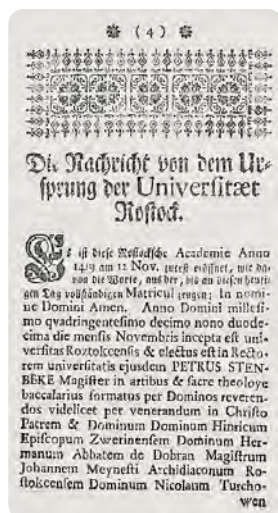 ( 4 )
Die Nachricht von dem Ur-
sprung der Universitæt
Rostock.
Es ist diese Rostocksche Academie Anno
1419 am 12 Nov. zuerst eröffnet, wie da-
von die Worte, aus der, bis an diesen heuti-
gen Tag vollständigen Matricul zeugen: In nomi-
ne Domini Amen. Anno Domini millesi-
mo quadringentesimo decimo nono duode-
cima die mensis Novembris incepta est uni-
versitas Roztokcensis & electus est in Recto-
rem universitatis ejusdem PETRUS STEN-
BEKE Magister in artibus & sacre theologye
baccalarius formatus per Dominos reveren-
dos videlicet per venerandum in Christo
Patrem & Dominum Dominum Hinricum
Episcopum Zwerinensem Dominum Her-
manum Abbatem de Dobran Magistrum
Johannem Meynesti Archidiaconum Ro-
stokcensem Dominum Nicolaum Turcho-
wen